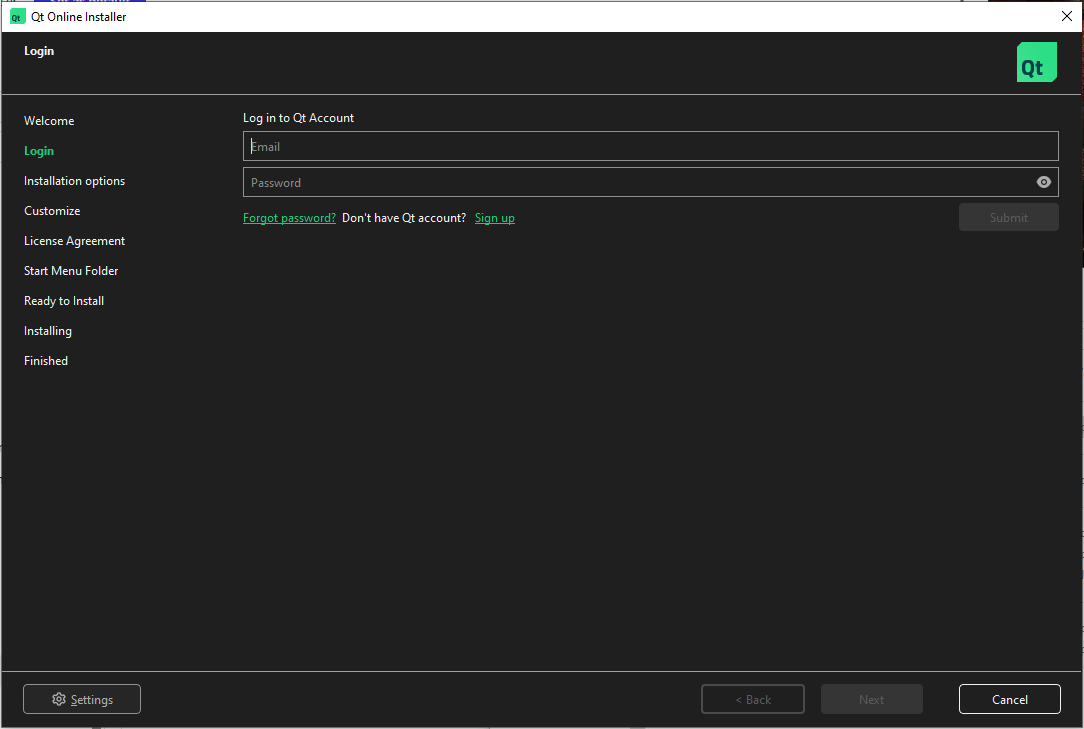 Qt Qt Online Installer
Login
Qt
Welcome
Login
Installation options
Customize
License Agreement
Start Menu Folder
Ready to Install
Installing
Finished
Log in to Qt Account
Email
Password
Forgot password? Don't have Qt account? Sign up
Submit
Settings
< Back
Next
Cancel